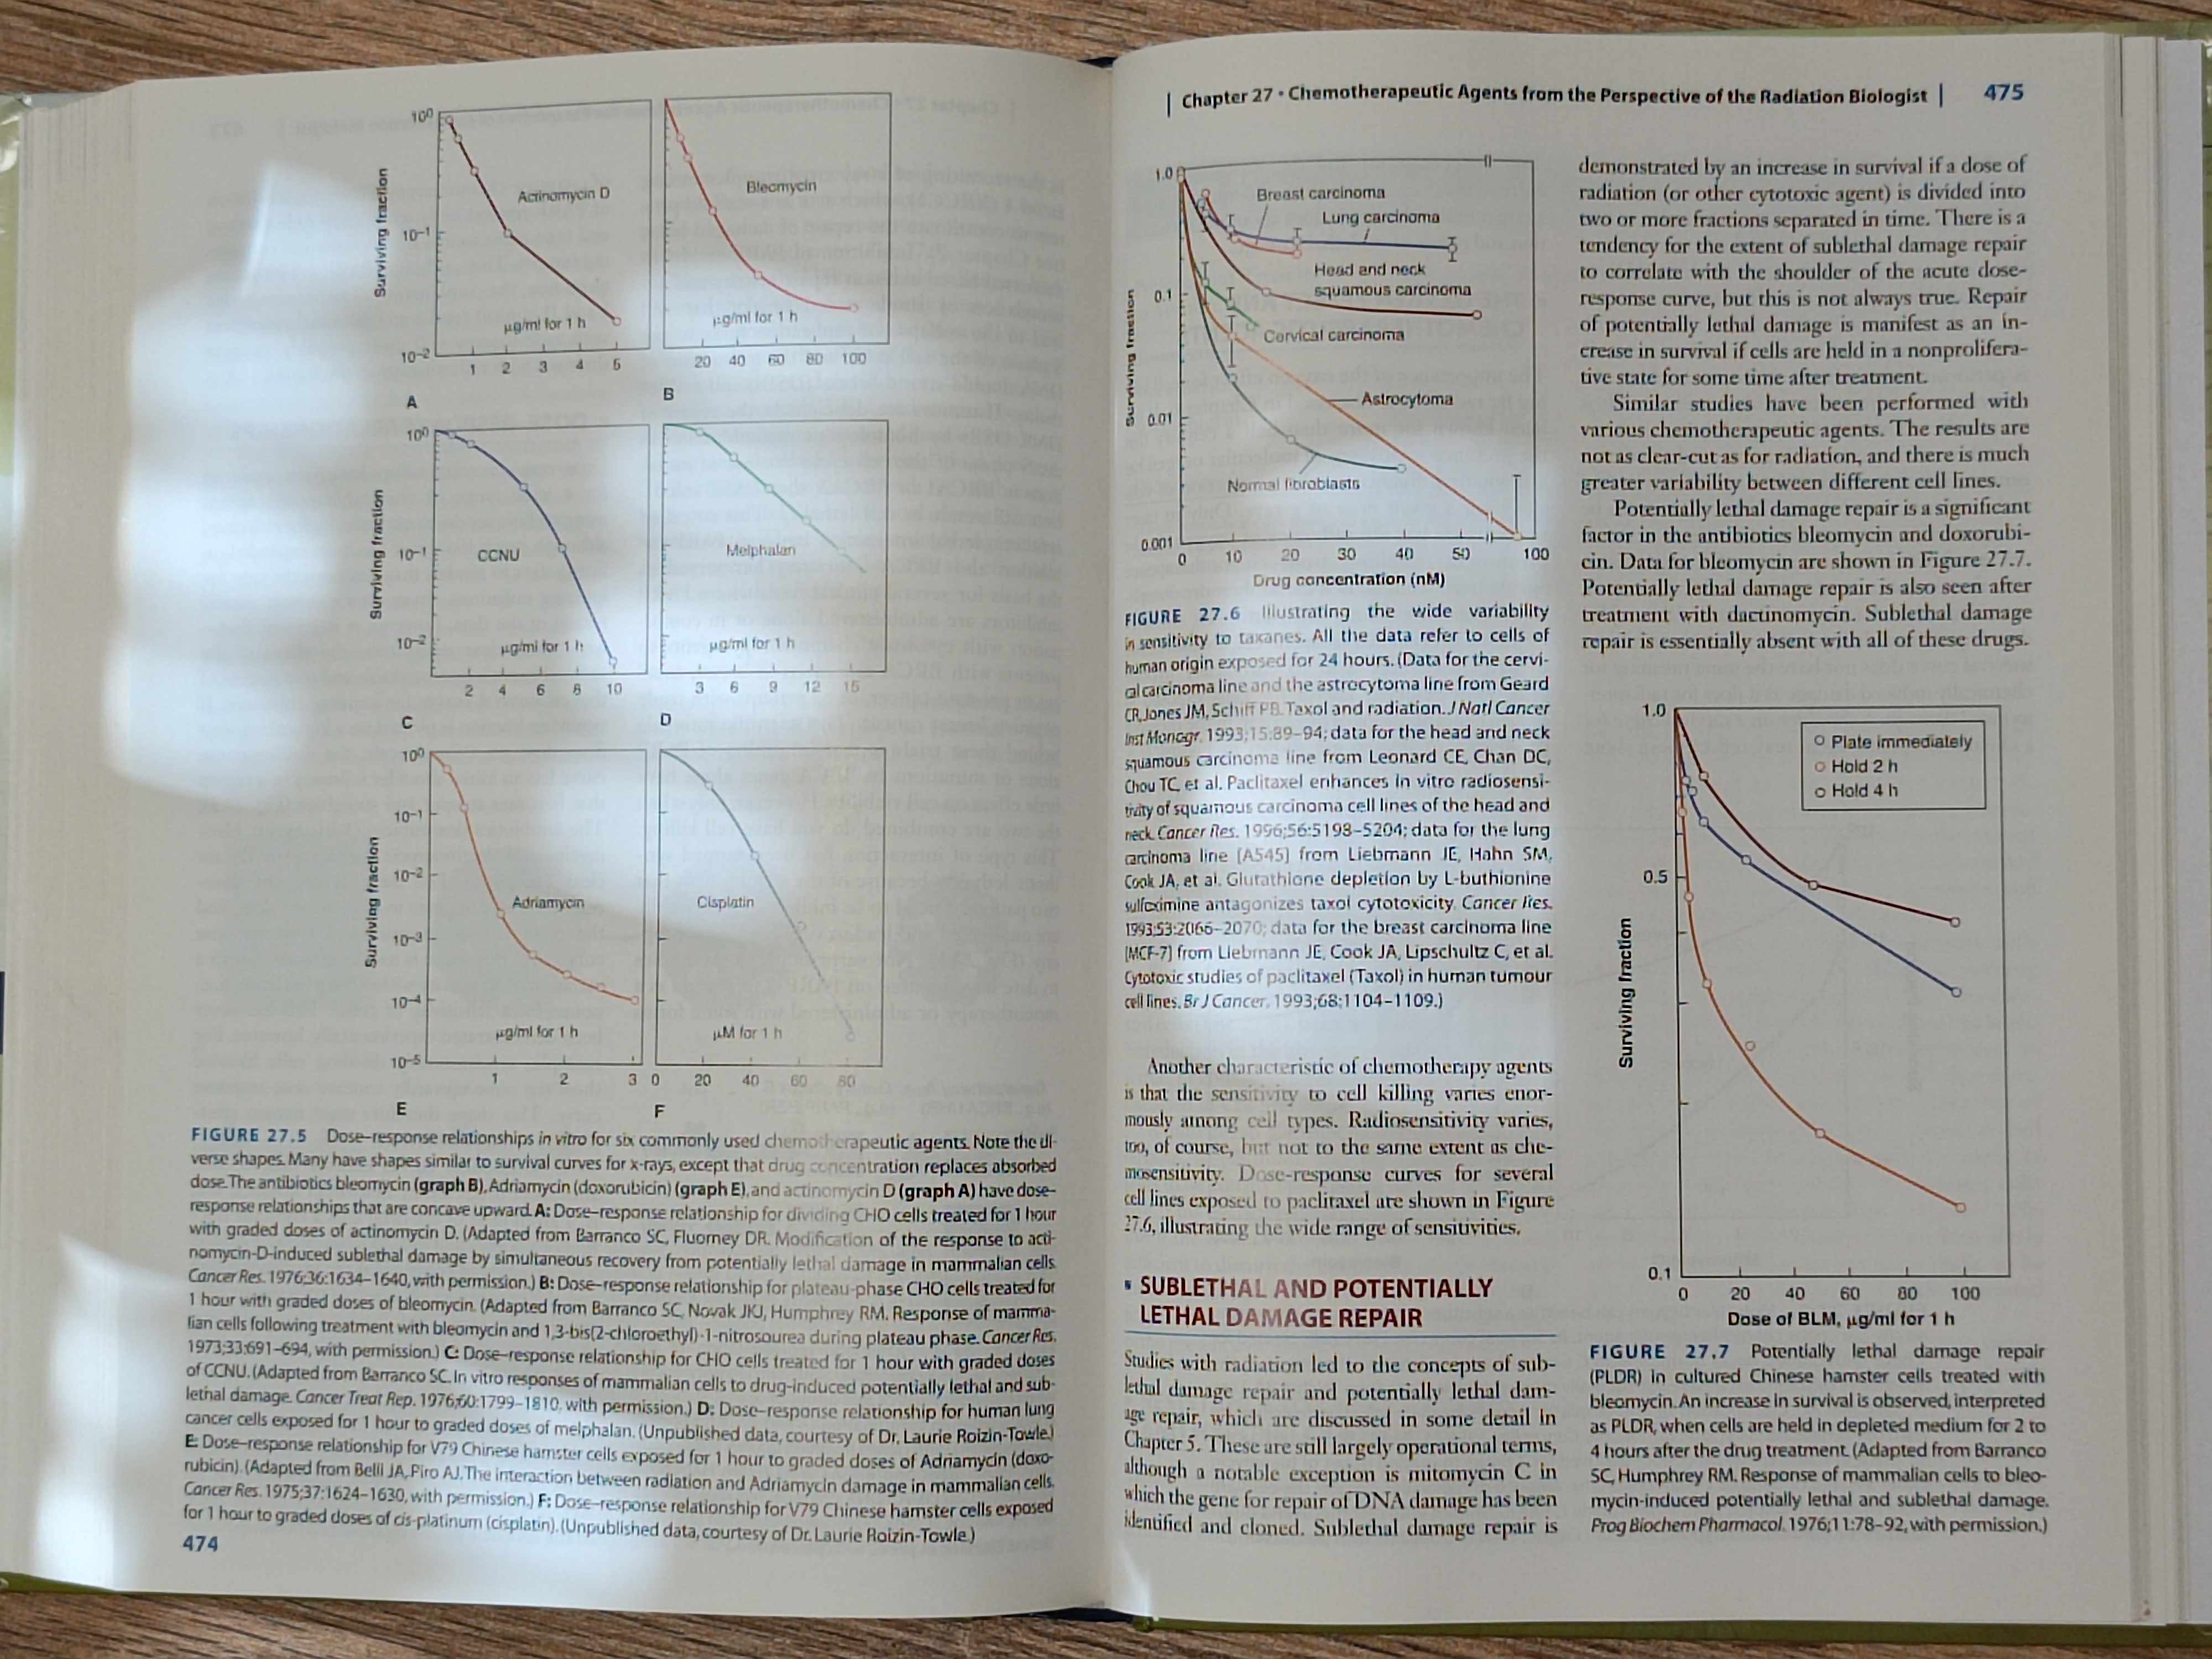 10⁰
10⁻¹
10⁻²
Surviving fraction
Actinomycin D
µg/ml for 1 h
1 2 3 4 5
A
Bleomycin
µg/ml for 1 h
20 40 60 80 100
B
10⁰
10⁻¹
10⁻²
Surviving fraction
CCNU
µg/ml for 1 h
2 4 6 8 10
C
Melphalan
µg/ml for 1 h
3 6 9 12 15
D
10⁰
10⁻¹
10⁻²
10⁻³
10⁻⁴
10⁻⁵
Surviving fraction
Adriamycin
µg/ml for 1 h
1 2 3
E
Cisplatin
µM for 1 h
0 20 40 60 80
F
FIGURE 27.5 Dose–response relationships in vitro for six commonly used chemotherapeutic agents. Note the di-
verse shapes. Many have shapes similar to survival curves for x-rays, except that drug concentration replaces absorbed
dose. The antibiotics bleomycin (graph B), Adriamycin (doxorubicin) (graph E), and actinomycin D (graph A) have dose–
response relationships that are concave upward. A: Dose–response relationship for dividing CHO cells treated for 1 hour
with graded doses of actinomycin D. (Adapted from Barranco SC, Fluorney DR. Modification of the response to acti-
nomycin-D-induced sublethal damage by simultaneous recovery from potentially lethal damage in mammalian cells.
Cancer Res. 1976;36:1634–1640, with permission.) B: Dose–response relationship for plateau-phase CHO cells treated for
1 hour with graded doses of bleomycin. (Adapted from Barranco SC, Novak JKJ, Humphrey RM. Response of mamma-
lian cells following treatment with bleomycin and 1,3-bis(2-chloroethyl)-1-nitrosourea during plateau phase. Cancer Res.
1973;33:691–694, with permission.) C: Dose–response relationship for CHO cells treated for 1 hour with graded doses
of CCNU. (Adapted from Barranco SC. In vitro responses of mammalian cells to drug-induced potentially lethal and sub-
lethal damage. Cancer Treat Rep. 1976;60:1799–1810, with permission.) D: Dose–response relationship for human lung
cancer cells exposed for 1 hour to graded doses of melphalan. (Unpublished data, courtesy of Dr. Laurie Roizin-Towle.)
E: Dose–response relationship for V79 Chinese hamster cells exposed for 1 hour to graded doses of Adriamycin (doxo-
rubicin). (Adapted from Belli JA, Piro AJ. The interaction between radiation and Adriamycin damage in mammalian cells.
Cancer Res. 1975;37:1624–1630, with permission.) F: Dose–response relationship for V79 Chinese hamster cells exposed
for 1 hour to graded doses of cis-platinum (cisplatin). (Unpublished data, courtesy of Dr. Laurie Roizin-Towle.)
474
Chapter 27 • Chemotherapeutic Agents from the Perspective of the Radiation Biologist 475
1.0
0.1
0.01
0.001
Surviving fraction
Breast carcinoma
Lung carcinoma
Head and neck
squamous carcinoma
Cervical carcinoma
Astrocytoma
Normal fibroblasts
0 10 20 30 40 50 100
Drug concentration (nM)
FIGURE 27.6 Illustrating the wide variability
in sensitivity to taxanes. All the data refer to cells of
human origin exposed for 24 hours. (Data for the cervi-
cal carcinoma line and the astrocytoma line from Geard
CR, Jones JM, Schiff PB. Taxol and radiation. J Natl Cancer
Inst Monogr. 1993;15:89–94; data for the head and neck
squamous carcinoma line from Leonard CE, Chan DC,
Chou TC, et al. Paclitaxel enhances in vitro radiosensi-
tivity of squamous carcinoma cell lines of the head and
neck. Cancer Res. 1996;56:5198–5204; data for the lung
carcinoma line [A545] from Liebmann JE, Hahn SM,
Cook JA, et al. Glutathione depletion by L-buthionine
sulfoximine antagonizes taxol cytotoxicity. Cancer Res.
1993;53:2066–2070; data for the breast carcinoma line
[MCF-7] from Liebmann JE, Cook JA, Lipschultz C, et al.
Cytotoxic studies of paclitaxel (Taxol) in human tumour
cell lines. Br J Cancer. 1993;68:1104–1109.)
Another characteristic of chemotherapy agents
is that the sensitivity to cell killing varies enor-
mously among cell types. Radiosensitivity varies,
too, of course, but not to the same extent as che-
mosensitivity. Dose-response curves for several
cell lines exposed to paclitaxel are shown in Figure
27.6, illustrating the wide range of sensitivities.
▪ SUBLETHAL AND POTENTIALLY
LETHAL DAMAGE REPAIR
Studies with radiation led to the concepts of sub-
lethal damage repair and potentially lethal dam-
age repair, which are discussed in some detail in
Chapter 5. These are still largely operational terms,
although a notable exception is mitomycin C in
which the gene for repair of DNA damage has been
identified and cloned. Sublethal damage repair is
demonstrated by an increase in survival if a dose of
radiation (or other cytotoxic agent) is divided into
two or more fractions separated in time. There is a
tendency for the extent of sublethal damage repair
to correlate with the shoulder of the acute dose-
response curve, but this is not always true. Repair
of potentially lethal damage is manifest as an in-
crease in survival if cells are held in a nonprolifera-
tive state for some time after treatment.
Similar studies have been performed with
various chemotherapeutic agents. The results are
not as clear-cut as for radiation, and there is much
greater variability between different cell lines.
Potentially lethal damage repair is a significant
factor in the antibiotics bleomycin and doxorubi-
cin. Data for bleomycin are shown in Figure 27.7.
Potentially lethal damage repair is also seen after
treatment with dactinomycin. Sublethal damage
repair is essentially absent with all of these drugs.
1.0
0.5
0.1
Surviving fraction
Plate immediately
Hold 2 h
Hold 4 h
0 20 40 60 80 100
Dose of BLM, µg/ml for 1 h
FIGURE 27.7 Potentially lethal damage repair
(PLDR) in cultured Chinese hamster cells treated with
bleomycin. An increase in survival is observed, interpreted
as PLDR, when cells are held in depleted medium for 2 to
4 hours after the drug treatment. (Adapted from Barranco
SC, Humphrey RM. Response of mammalian cells to bleo-
mycin-induced potentially lethal and sublethal damage.
Prog Biochem Pharmacol. 1976;11:78–92, with permission.)